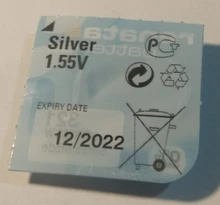 Silver
1.55V
EXPIRY DATE
12/2022